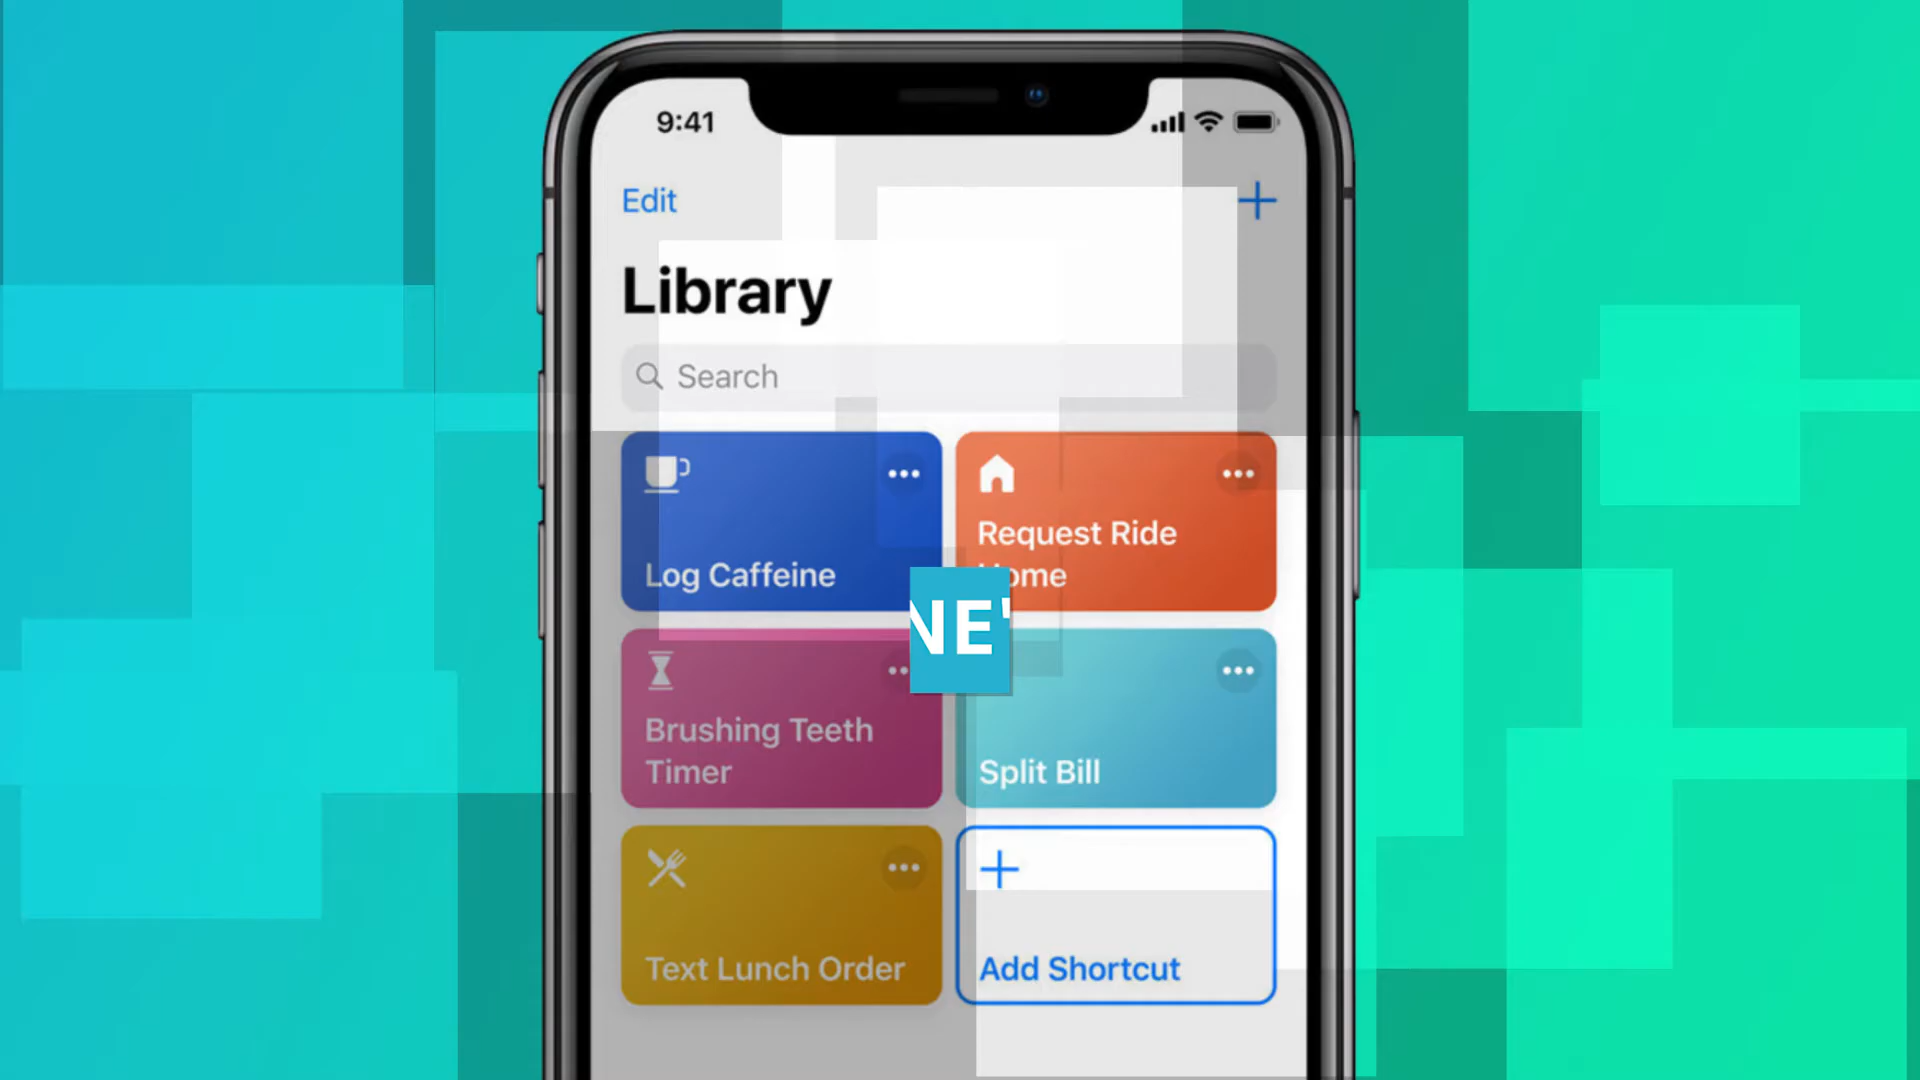 9:41
Edit
Library
Search
Log Caffeine
Request Ride
Brushing Teeth
Timer
Split Bill
Text Lunch Order
Add Shortcut